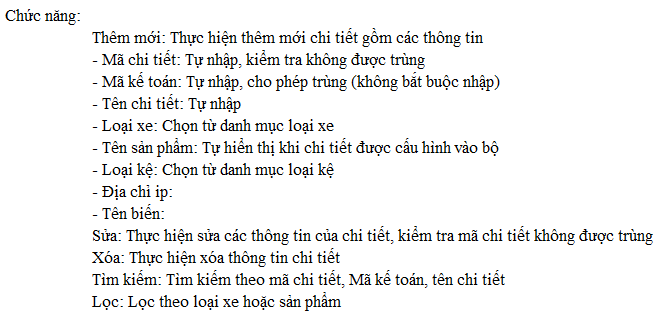 Chức năng:
Thêm mới: Thực hiện thêm mới chi tiết gồm các thông tin
- Mã chi tiết: Tự nhập, kiểm tra không được trùng
- Mã kế toán: Tự nhập, cho phép trùng (không bắt buộc nhập)
- Tên chi tiết: Tự nhập
- Loại xe: Chọn từ danh mục loại xe
- Tên sản phẩm: Tự hiển thị khi chi tiết được cấu hình vào bộ
- Loại kệ: Chọn từ danh mục loại kệ
- Địa chỉ ip:
- Tên biến:
Sửa: Thực hiện sửa các thông tin của chi tiết, kiểm tra mã chi tiết không được trùng
Xóa: Thực hiện xóa thông tin chi tiết
Tìm kiếm: Tìm kiếm theo mã chi tiết, Mã kế toán, tên chi tiết
Lọc: Lọc theo loại xe hoặc sản phẩm